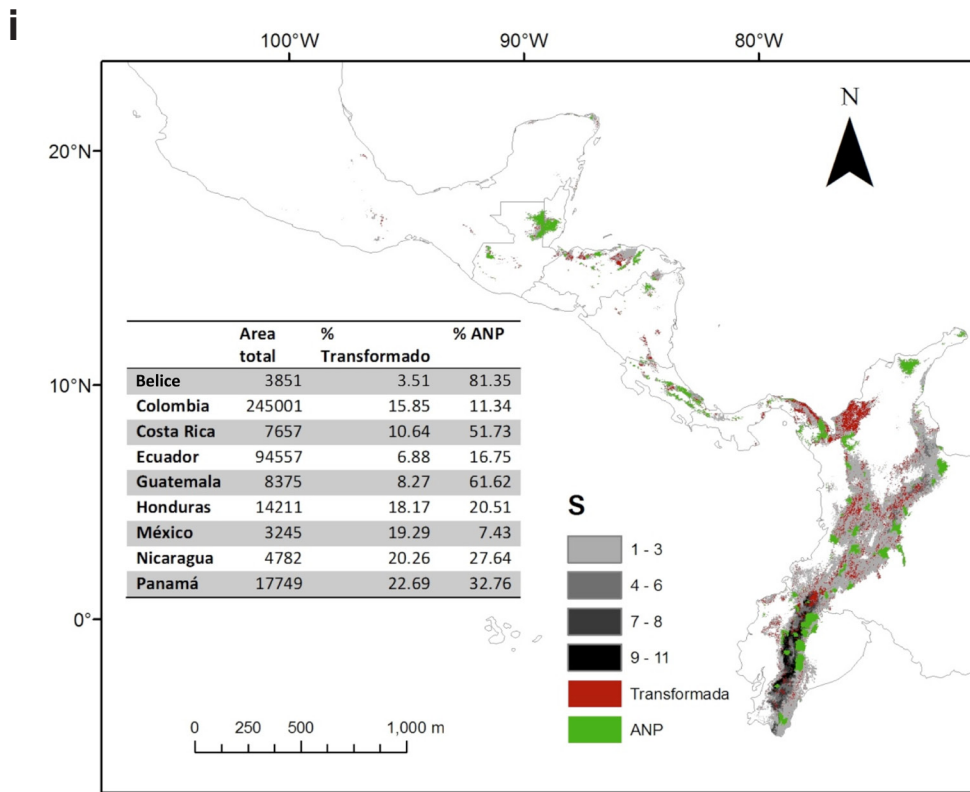 i
100°W 90°W 80°W
N
20°N
10°N
0°
Area total % Transformado % ANP
Belice 3851 3.51 81.35
Colombia 245001 15.85 11.34
Costa Rica 7657 10.64 51.73
Ecuador 94557 6.88 16.75
Guatemala 8375 8.27 61.62
Honduras 14211 18.17 20.51
México 3245 19.29 7.43
Nicaragua 4782 20.26 27.64
Panamá 17749 22.69 32.76
S
1 - 3
4 - 6
7 - 8
9 - 11
Transformada
ANP
0 250 500 1,000 m